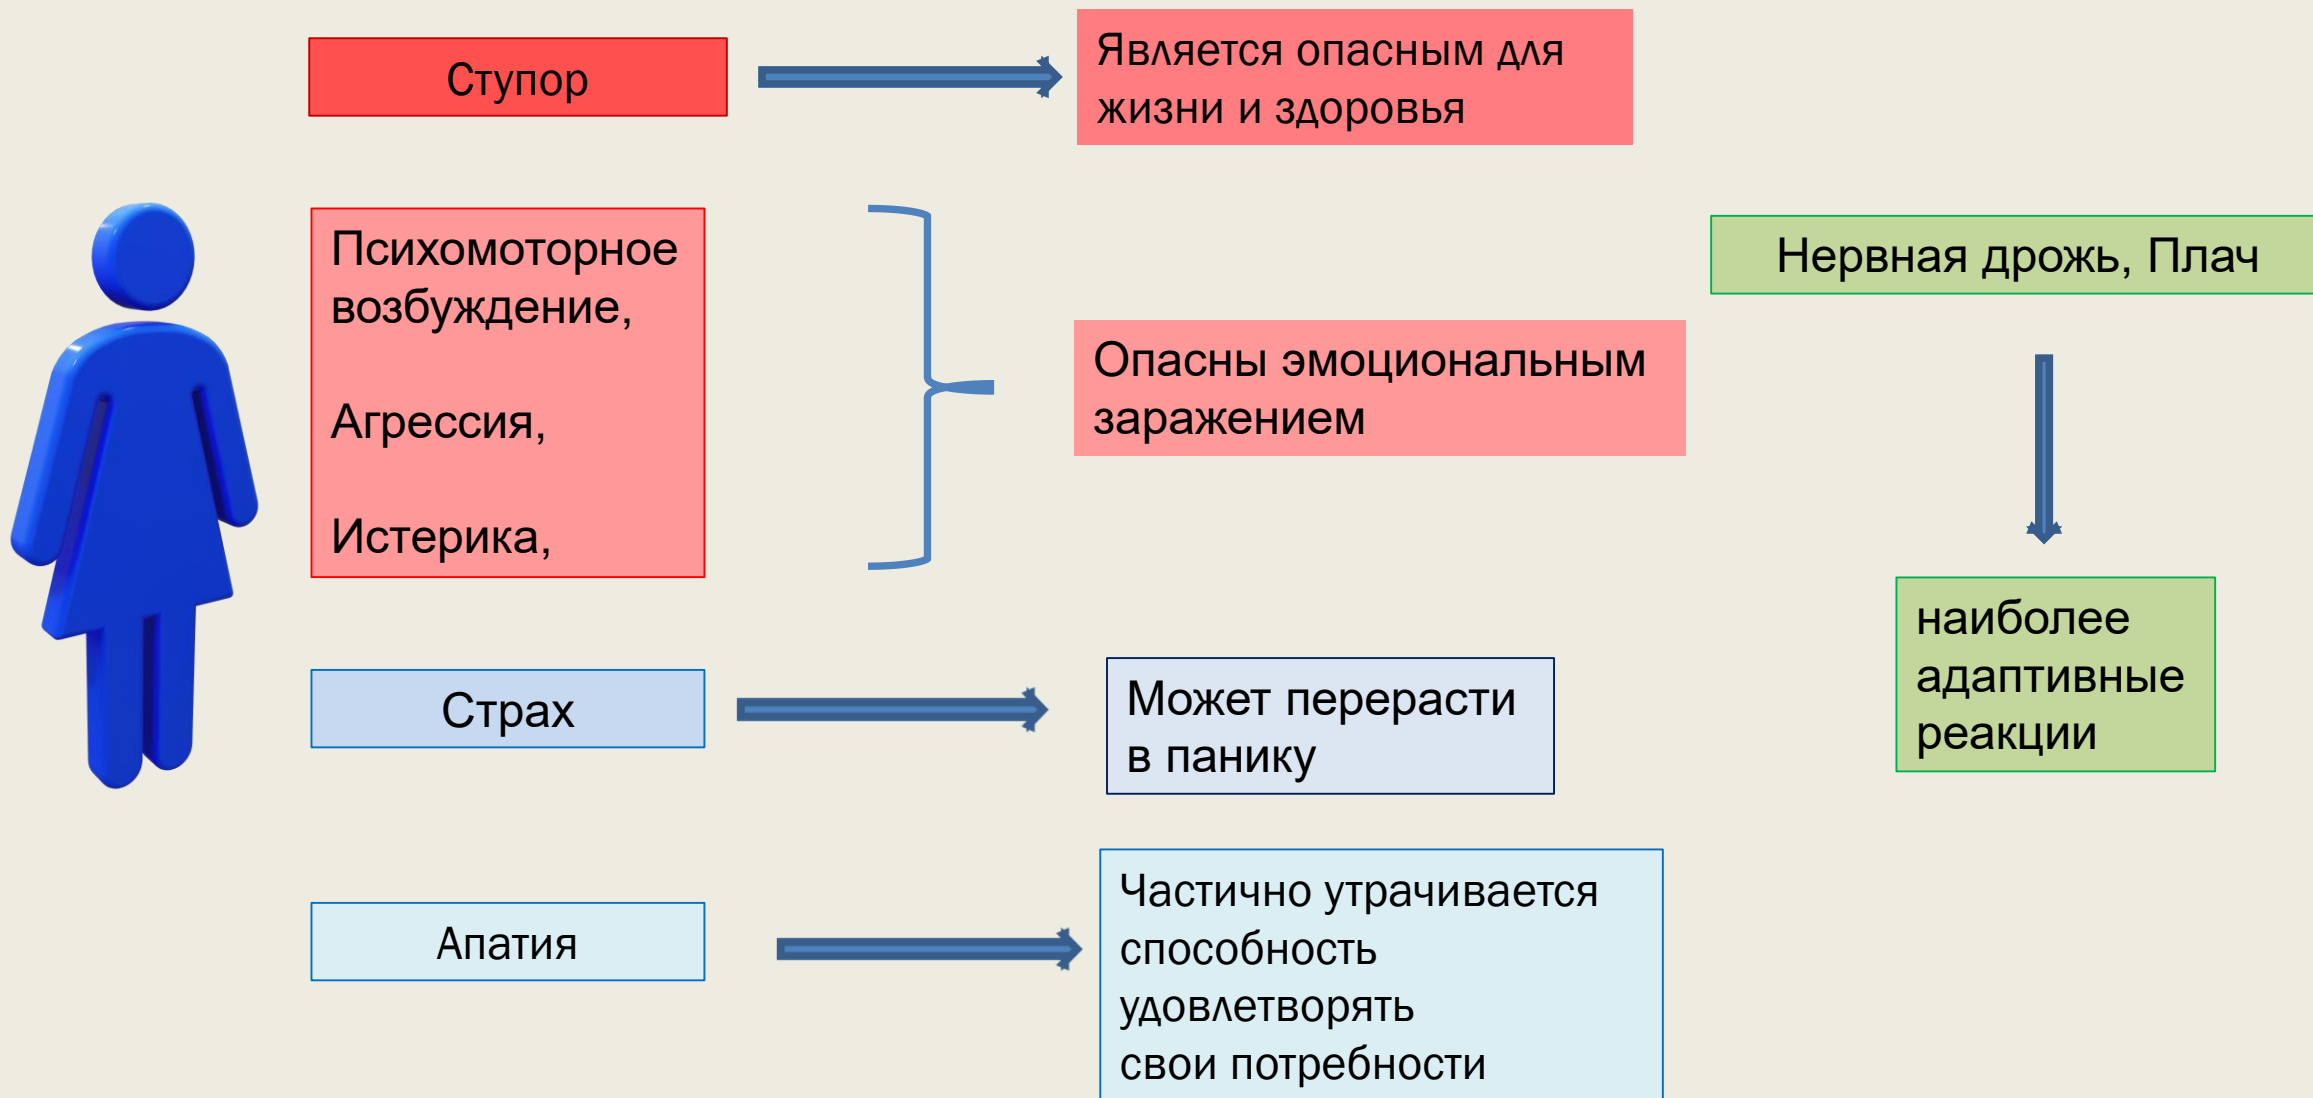 Ступор
Является опасным для
жизни и здоровья
Психомоторное
возбуждение,
Агрессия,
Истерика,
Опасны эмоциональным
заражением
Нервная дрожь, Плач
наиболее
адаптивные
реакции
Страх
Может перерасти
в панику
Апатия
Частично утрачивается
способность
удовлетворять
свои потребности